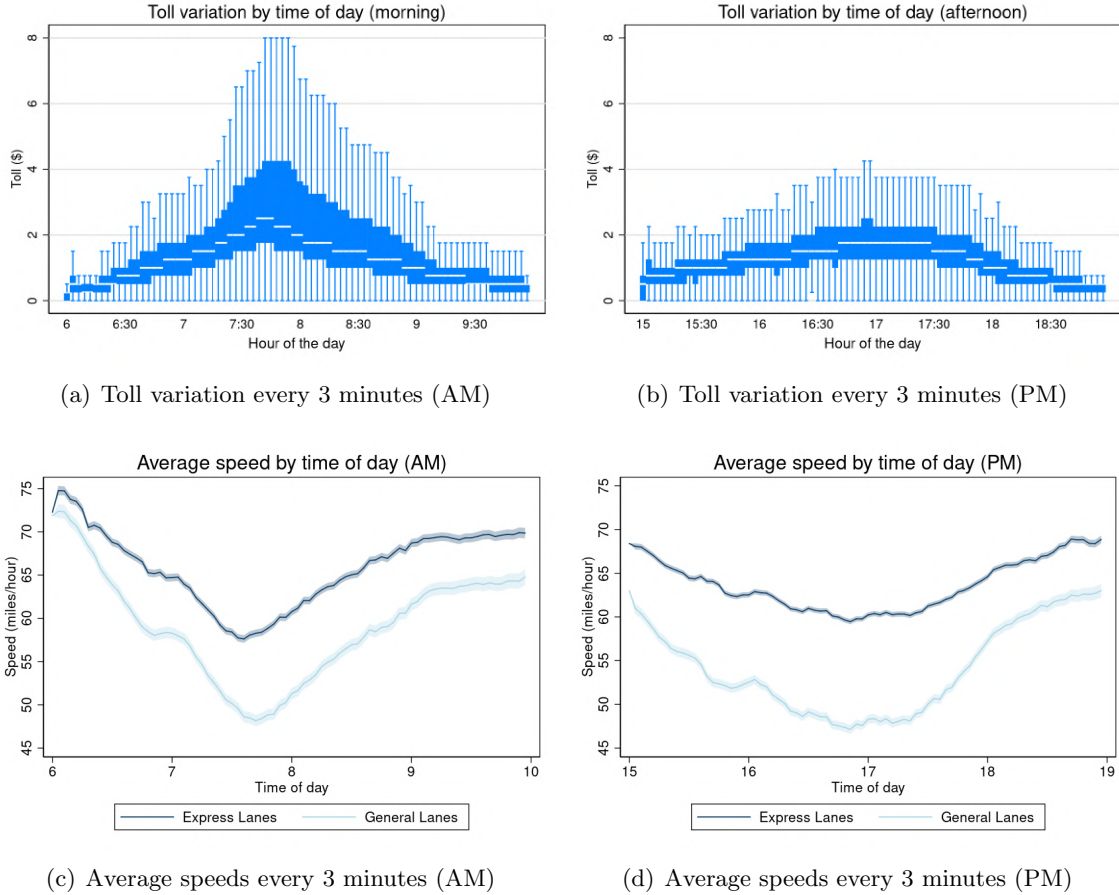 Toll variation by time of day (morning)
Toll ($)
8
6
4
2
0
6 6:30 7 7:30 8 8:30 9 9:30
Hour of the day
(a) Toll variation every 3 minutes (AM)
Toll variation by time of day (afternoon)
Toll ($)
8
6
4
2
0
15 15:30 16 16:30 17 17:30 18 18:30
Hour of the day
(b) Toll variation every 3 minutes (PM)
Average speed by time of day (AM)
Speed (miles/hour)
75
70
65
60
55
50
45
6 7 8 9 10
Time of day
Express Lanes General Lanes
(c) Average speeds every 3 minutes (AM)
Average speed by time of day (PM)
Speed (miles/hour)
75
70
65
60
55
50
45
15 16 17 18 19
Time of day
Express Lanes General Lanes
(d) Average speeds every 3 minutes (PM)